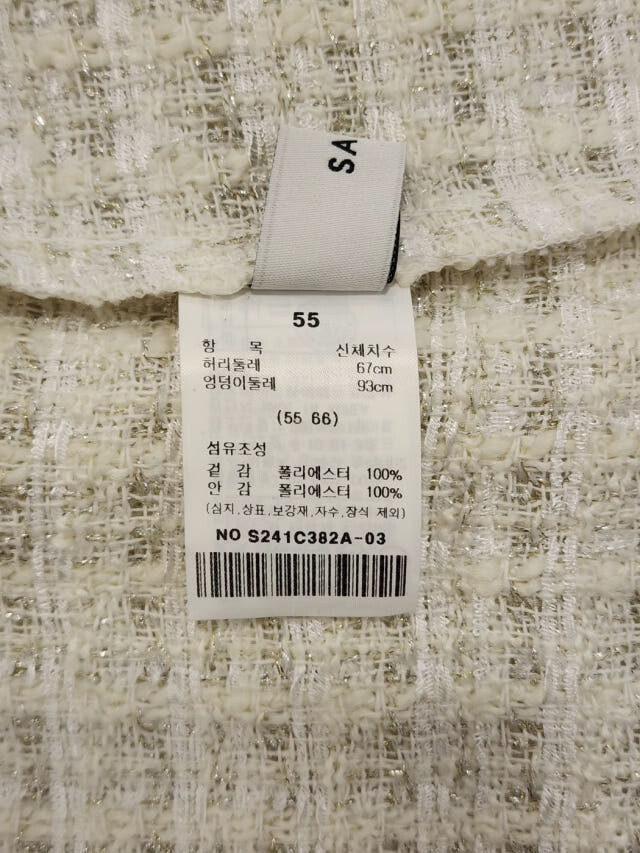 SA
55
항 목 신체치수
허리둘레 67cm
엉덩이둘레 93cm
(55 66)
섬유조성
겉 감 폴리에스터 100%
안 감 폴리에스터 100%
(심지,상표,보강재,자수,장식 제외)
NO S241C382A-03